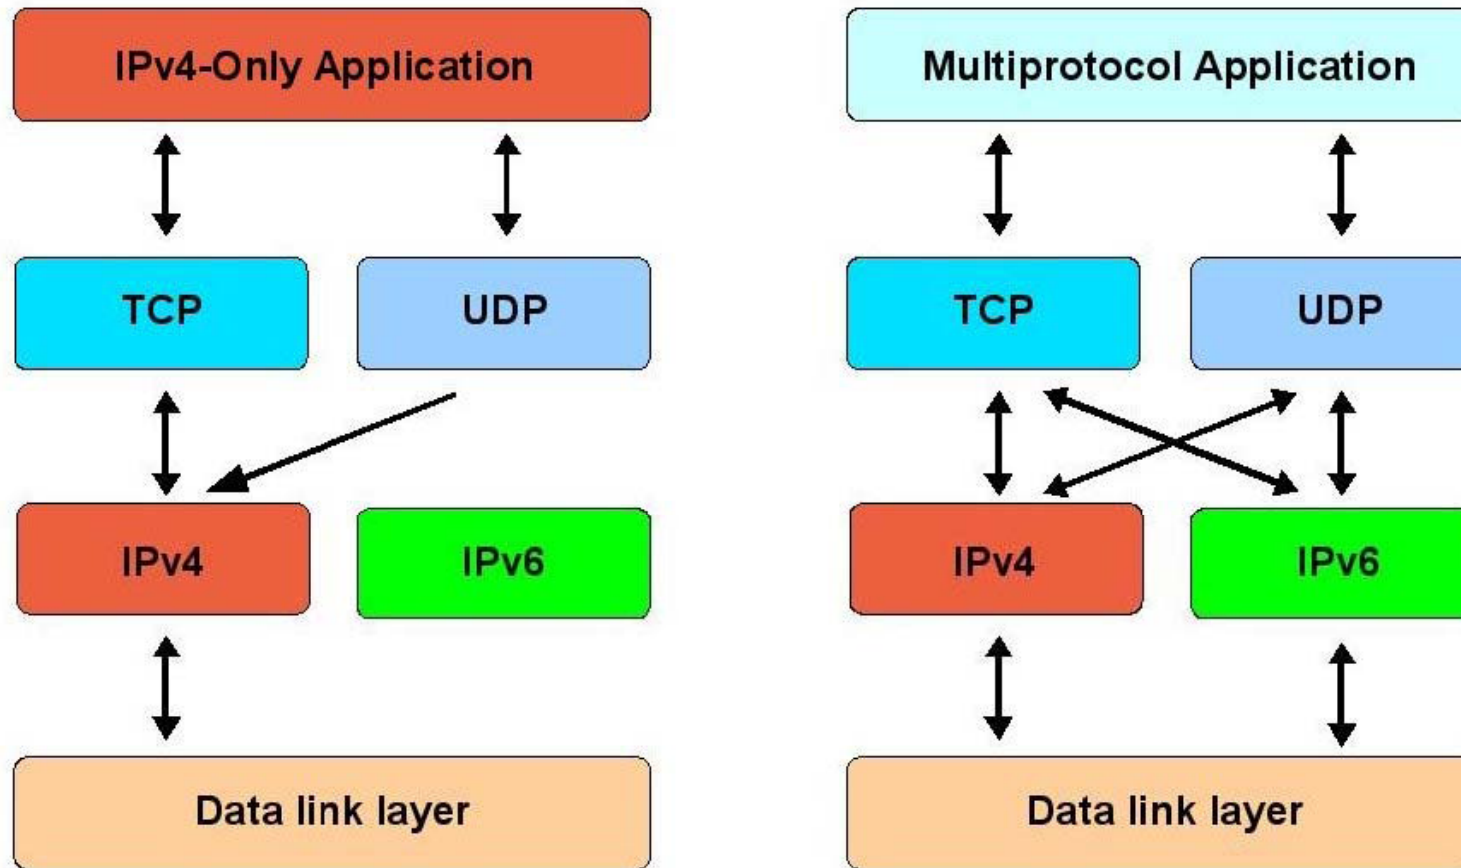 IPv4-Only Application
TCP
UDP
IPv4
IPv6
Data link layer
Multiprotocol Application
TCP
UDP
IPv4
IPv6
Data link layer